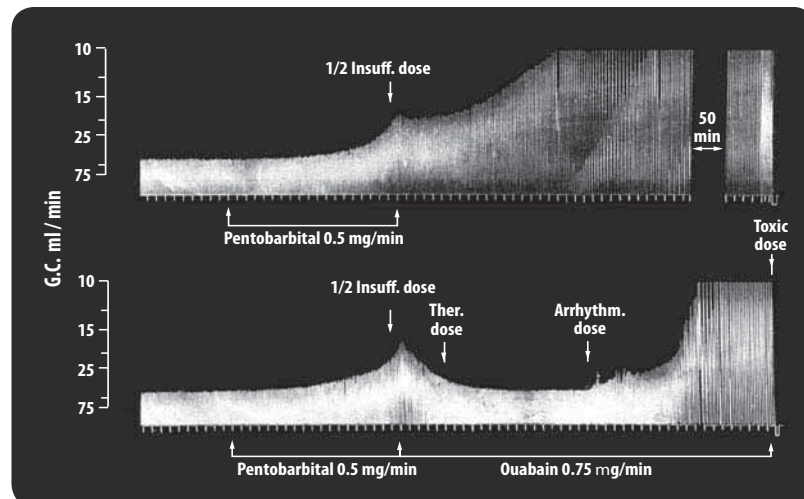 10
15
25
75
1/2 Insuff. dose
50
min
Pentobarbital 0.5 mg/min
Toxic
dose
G.C. ml / min
10
15
25
75
1/2 Insuff. dose
Ther.
dose
Arrhythm.
dose
Pentobarbital 0.5 mg/min
Ouabain 0.75 mg/min